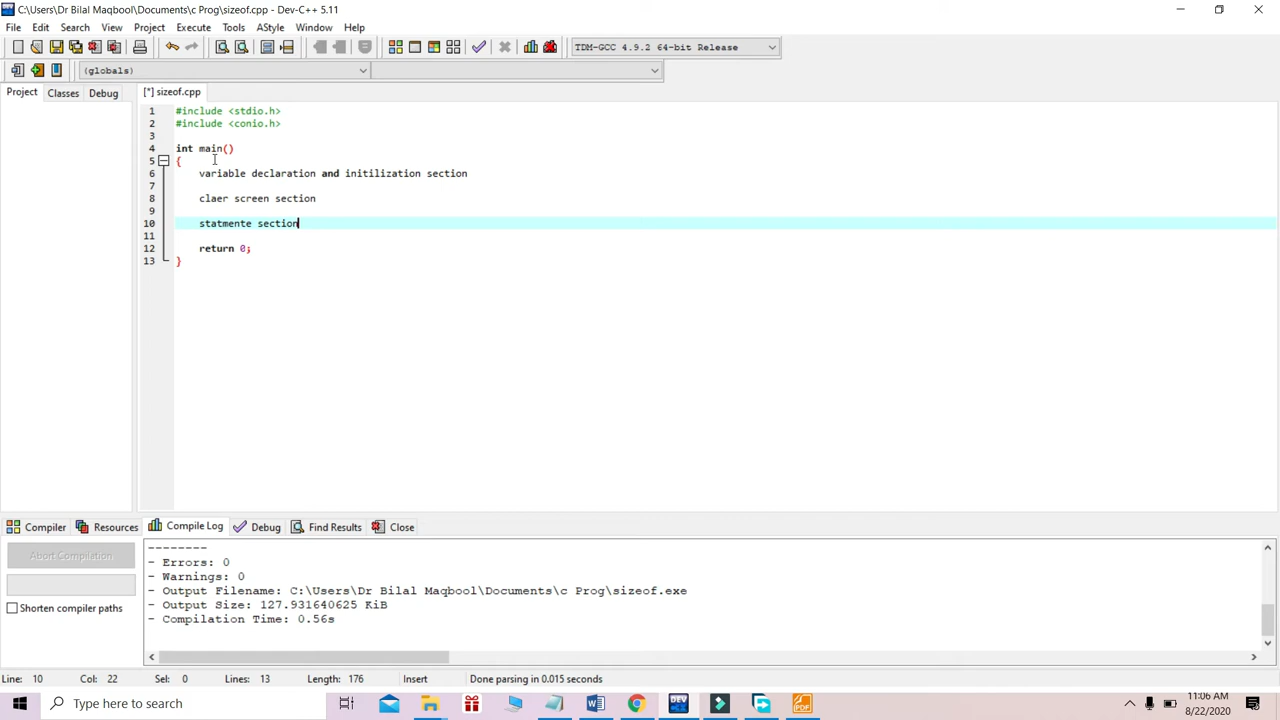 C:\Users\Dr Bilal Maqbool\Documents\c Prog\sizeof.cpp - Dev-C++ 5.11
File Edit Search View Project Execute Tools AStyle Window Help
TDM-GCC 4.9.2 64-bit Release
(globals)
Project Classes Debug [*] sizeof.cpp
1 #include <stdio.h>
2 #include <conio.h>
3
4 int main()
5 {
6 variable declaration and initilization section
7
8 claer screen section
9
10 statmente section
11
12 return 0;
13 }
Compiler Resources Compile Log Debug Find Results Close
Abort Compilation
Shorten compiler paths
--------
- Errors: 0
- Warnings: 0
- Output Filename: C:\Users\Dr Bilal Maqbool\Documents\c Prog\sizeof.exe
- Output Size: 127.931640625 KiB
- Compilation Time: 0.56s
Line: 10 Col: 22 Sel: 0 Lines: 13 Length: 176 Insert Done parsing in 0.015 seconds
Type here to search
DEV
PDF
11:06 AM
8/22/2020